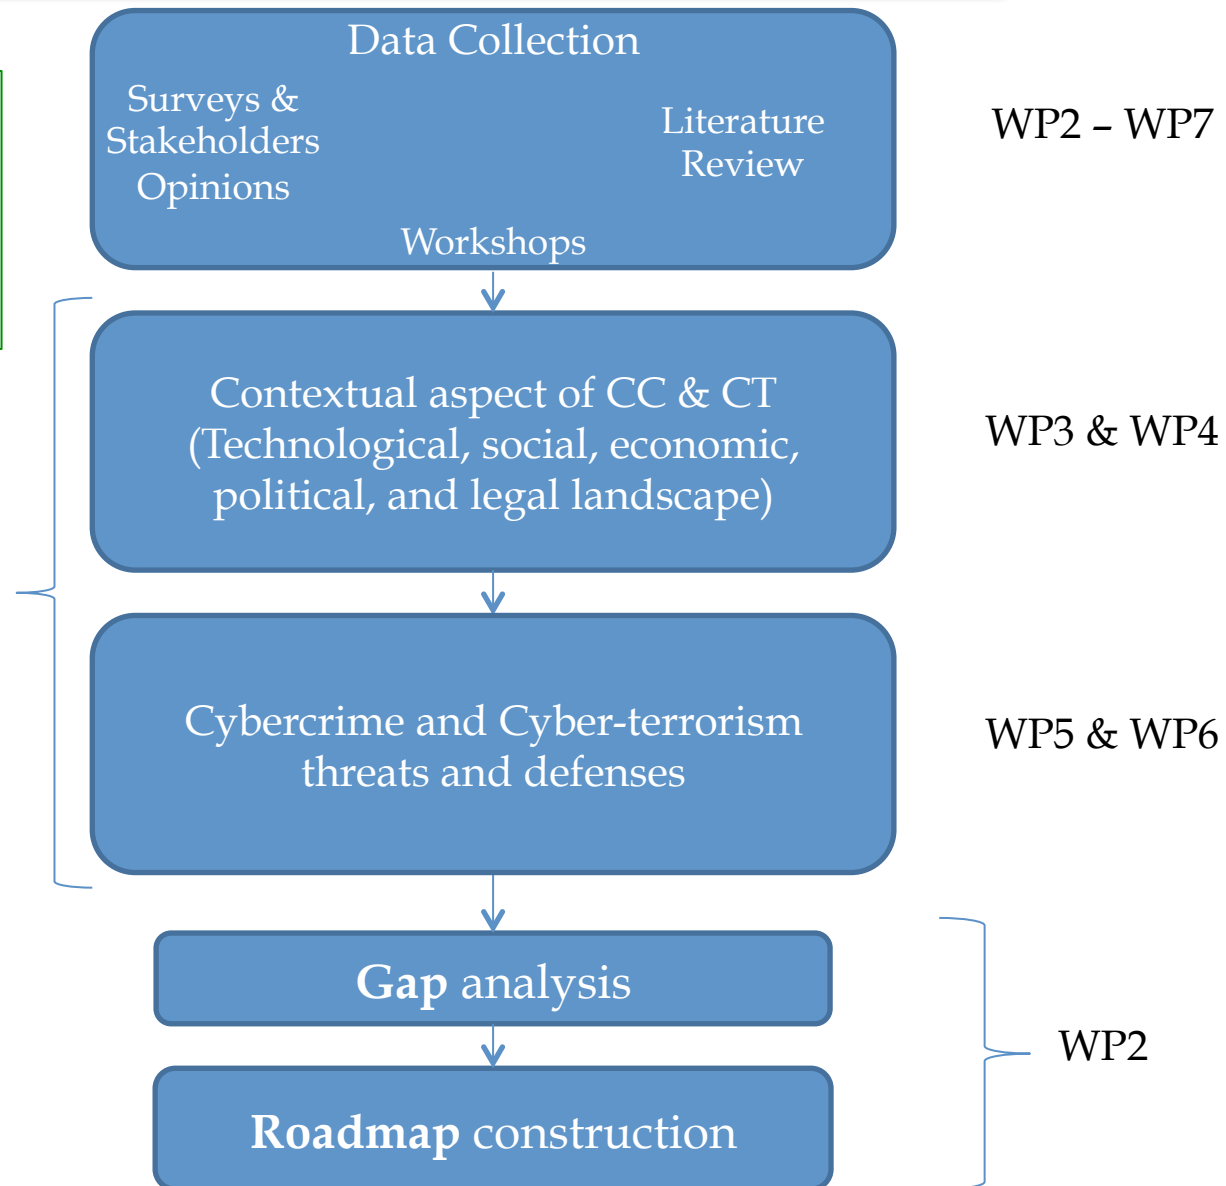 Data Collection
Surveys &
Stakeholders
Opinions
Literature
Review
Workshops
WP2 – WP7
Contextual aspect of CC & CT
(Technological, social, economic,
political, and legal landscape)
WP3 & WP4
Cybercrime and Cyber-terrorism
threats and defenses
WP5 & WP6
Gap analysis
Roadmap construction
WP2